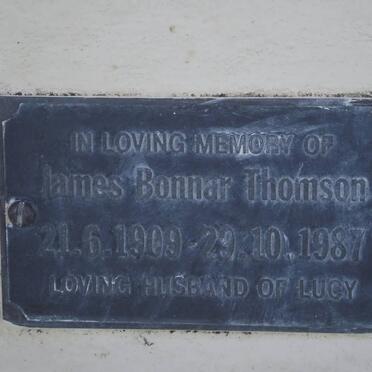 IN LOVING MEMORY OF
James Bonnar Thomson
21.6.1909 - 29.10.1987
LOVING HUSBAND OF LUCY